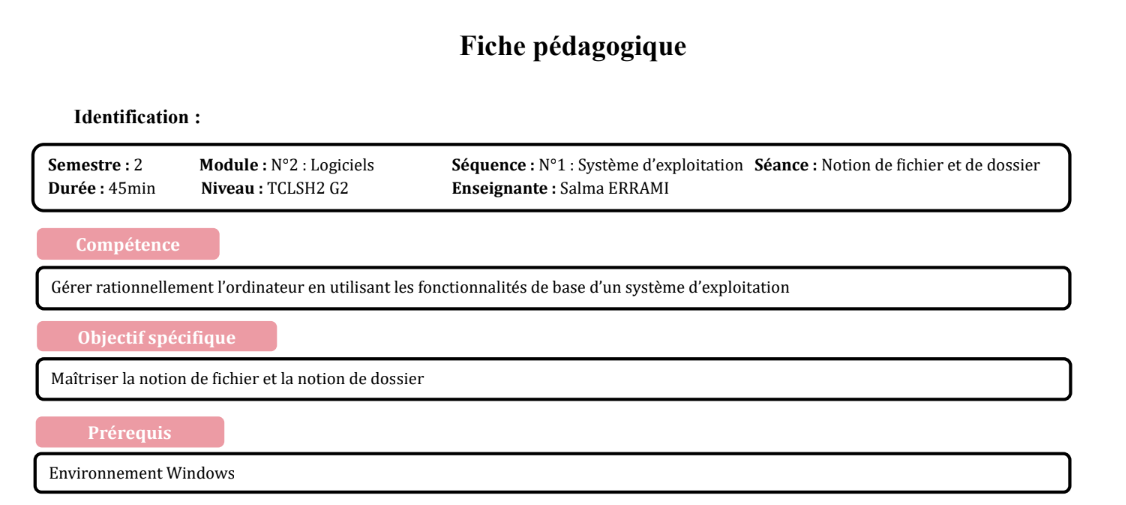 Fiche pédagogique
Identification :
Semestre : 2 Module : N°2 : Logiciels Séquence : N°1 : Système d’exploitation Séance : Notion de fichier et de dossier
Durée : 45min Niveau : TCLSH2 G2 Enseignante : Salma ERRAMI
Compétence
Gérer rationnellement l’ordinateur en utilisant les fonctionnalités de base d’un système d’exploitation
Objectif spécifique
Maîtriser la notion de fichier et la notion de dossier
Prérequis
Environnement Windows